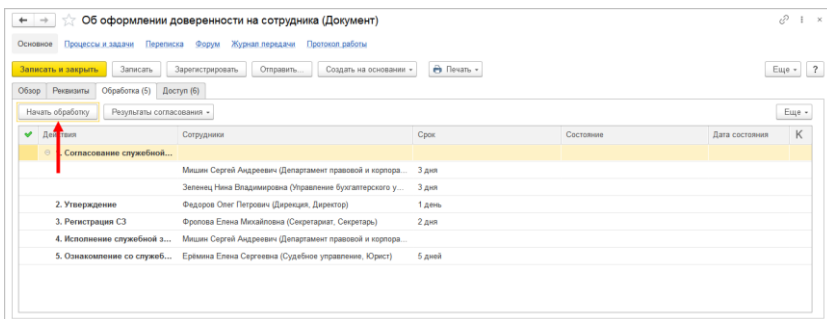 Об оформлении доверенности на сотрудника (Документ)
Основное Процессы и задачи Переписка Форум Журнал передачи Протокол работы
Записать и закрыть Записать Зарегистрировать Отправить... Создать на основании Печать Еще ?
Обзор Реквизиты Обработка (5) Доступ (6)
Начать обработку Результаты согласования Еще
Действия Сотрудники Срок Состояние Дата состояния К
Согласование служебной...
Мишин Сергей Андреевич (Департамент правовой и корпора... 3 дня
Зеленец Нина Владимировна (Управление бухгалтерского у... 3 дня
2. Утверждение Федоров Олег Петрович (Дирекция, Директор) 1 день
3. Регистрация СЗ Фролова Елена Михайловна (Секретариат, Секретарь) 2 дня
4. Исполнение служебной з... Мишин Сергей Андреевич (Департамент правовой и корпора...
5. Ознакомление со служеб... Ерёмина Елена Сергеевна (Судебное управление, Юрист) 5 дней